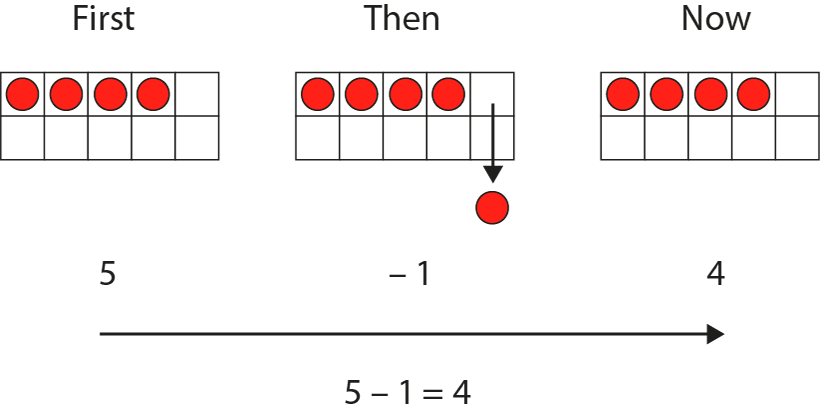 First Then Now
5 – 1 4
5 – 1 = 4